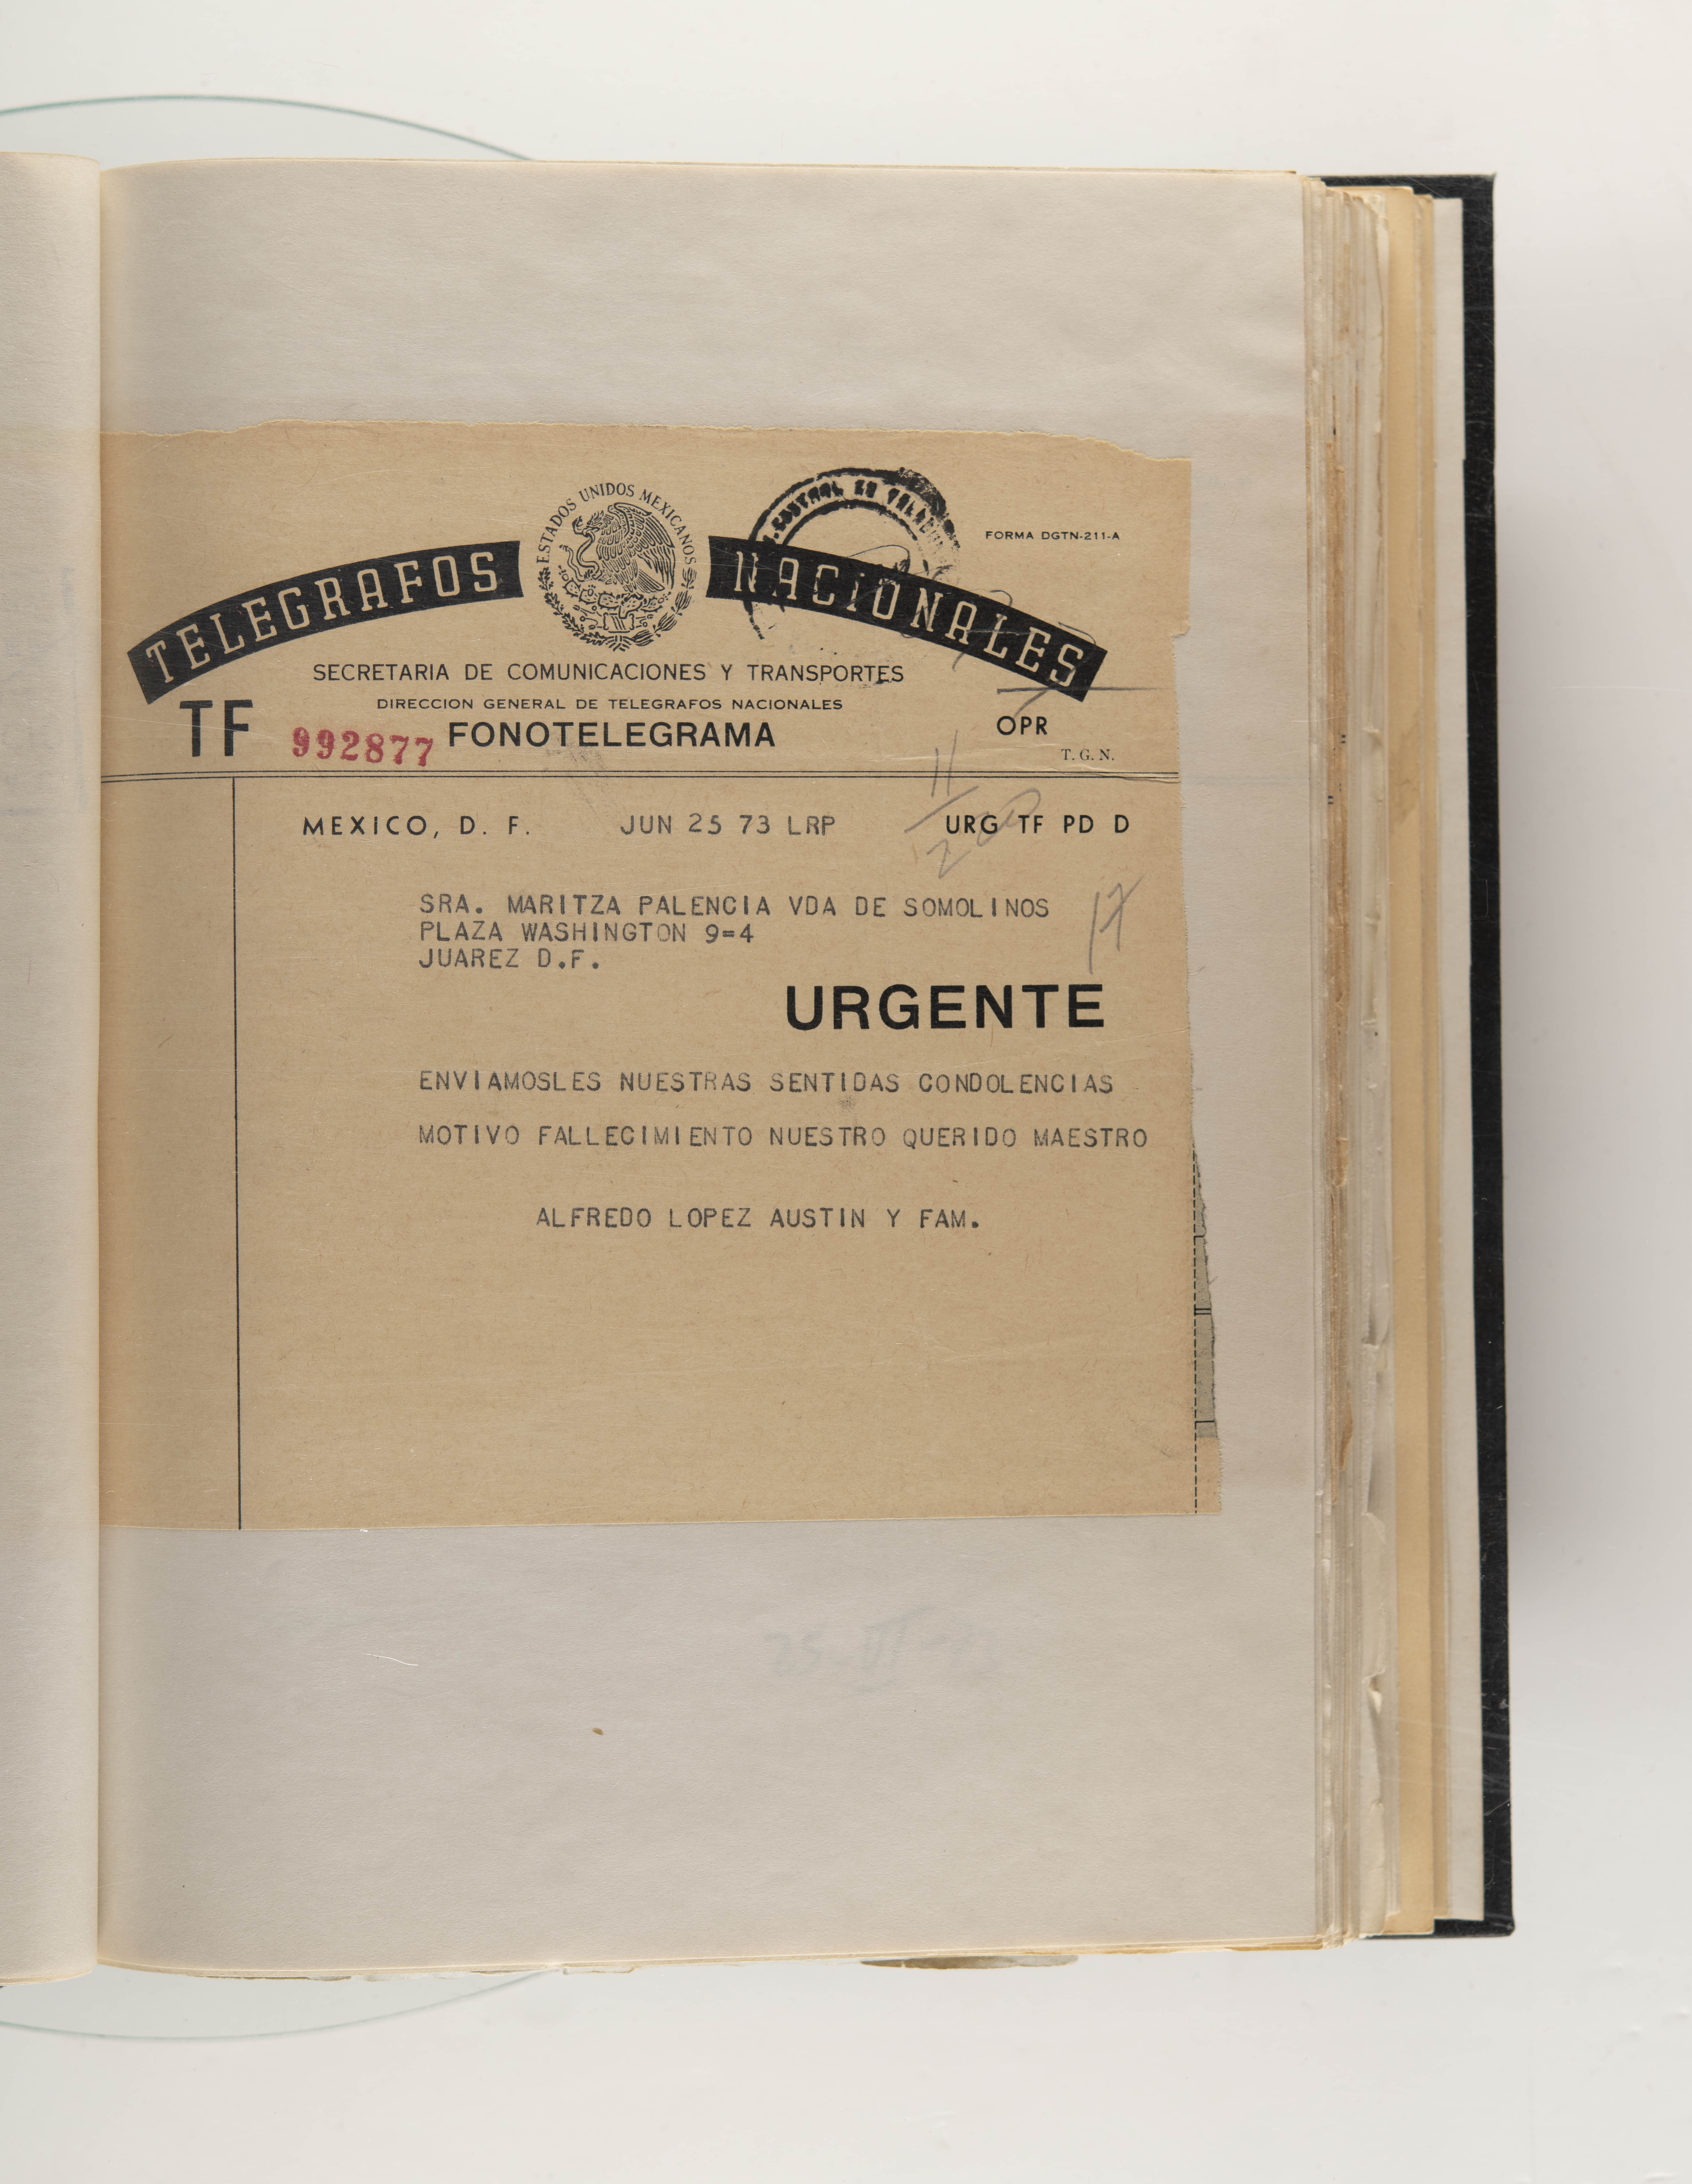 ESTADOS UNIDOS MEXICANOS
TELEGRAFOS NACIONALES
FORMA DGTN-211-A
SECRETARIA DE COMUNICACIONES Y TRANSPORTES
DIRECCION GENERAL DE TELEGRAFOS NACIONALES
TF 992877 FONOTELEGRAMA OPR
T. G. N.
11
MEXICO, D. F. JUN 25 73 LRP URG TF PD D
SRA. MARITZA PALENCIA VDA DE SOMOLINOS
17
PLAZA WASHINGTON 9=4
JUAREZ D.F.
URGENTE
ENVIAMOSLES NUESTRAS SENTIDAS CONDOLENCIAS
MOTIVO FALLECIMIENTO NUESTRO QUERIDO MAESTRO
ALFREDO LOPEZ AUSTIN Y FAM.